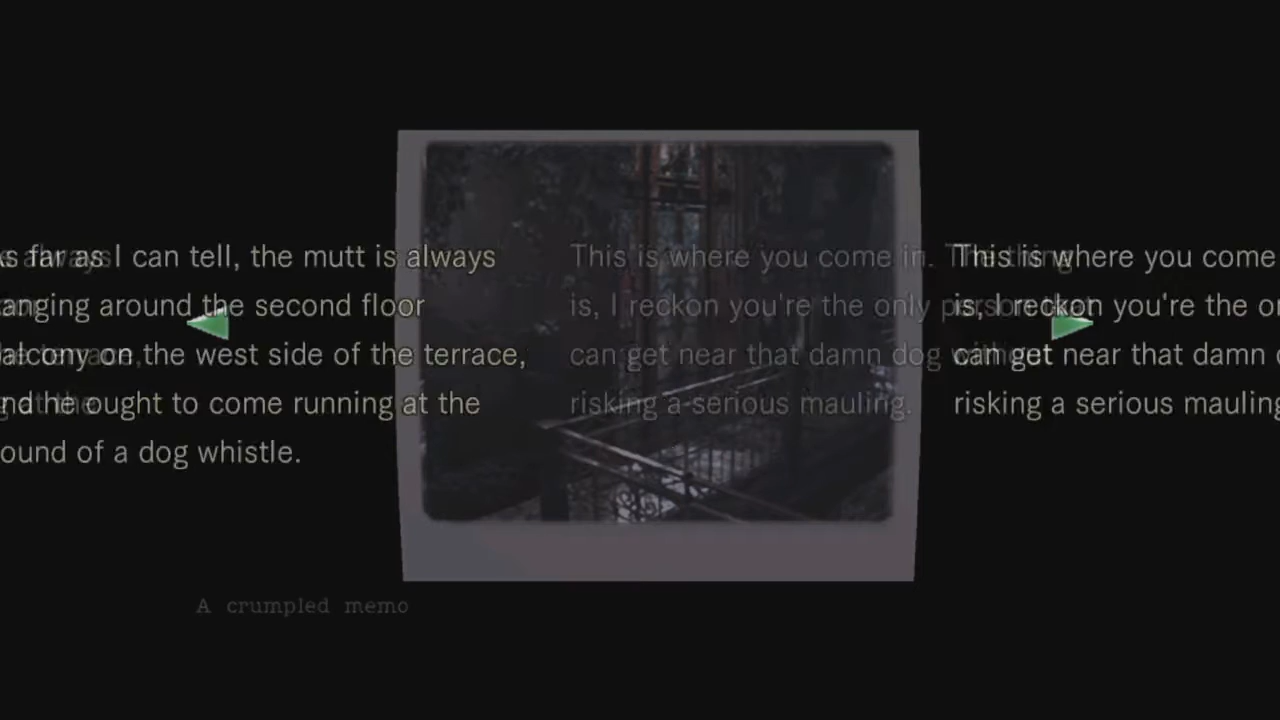 s far as I can tell, the mutt is always
anging around the second floor
alcony on the west side of the terrace,
nd he ought to come running at the
ound of a dog whistle.
This is where you come in. The thing
is, I reckon you're the only person that
can get near that damn dog without
risking a serious mauling.
This is where you come
is, I reckon you're the on
can get near that damn
risking a serious mauling
A crumpled memo